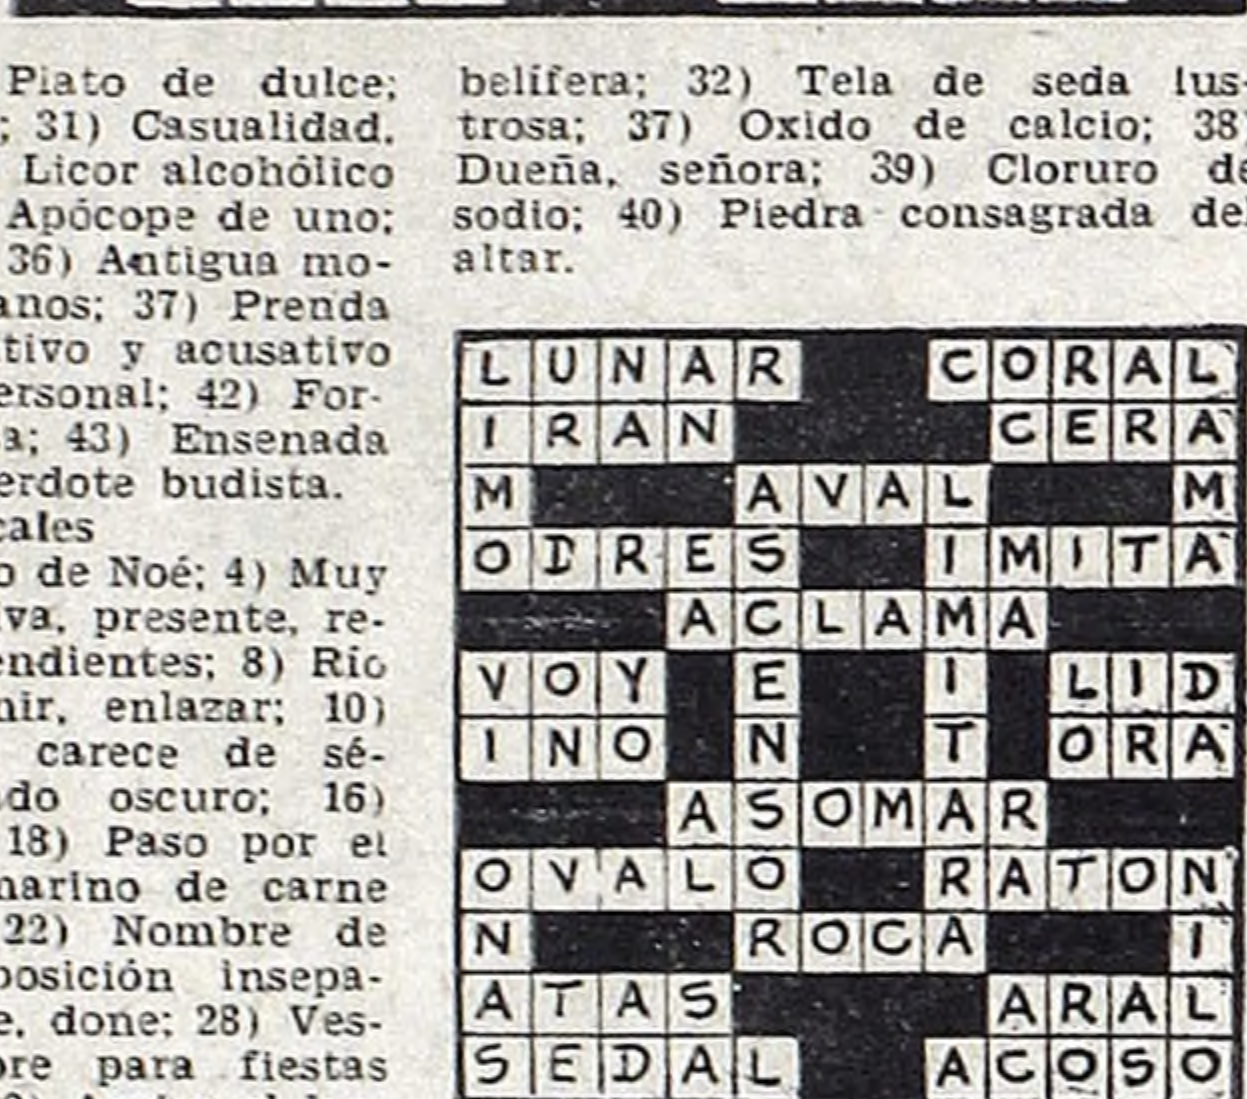 Plato de dulce;
; 31) Casualidad.
Licor alcohólico
Apócope de uno;
36) Antigua mo-
anos; 37) Prenda
tivo y acusativo
ersonal; 42) For-
a; 43) Ensenada
erdote budista.
cales
o de Noé; 4) Muy
va, presente, re-
endientes; 8) Río
nir, enlazar; 10)
carece de sé-
do oscuro; 16)
18) Paso por el
marino de carne
22) Nombre de
posición insepa-
e, done; 28) Ves-
bre para fiestas
belífera; 32) Tela de seda lus-
trosa; 37) Oxido de calcio; 38)
Dueña, señora; 39) Cloruro de
sodio; 40) Piedra consagrada del
altar.
LUNAR CORAL
IRAN CERA
M AVAL M
ODRES IMITA
ACLAMA
VOY E I LID
INO N T ORA
ASOMAR
OVALO RATON
N ROCA I
ATAS ARAL
SEDAL ACOSO